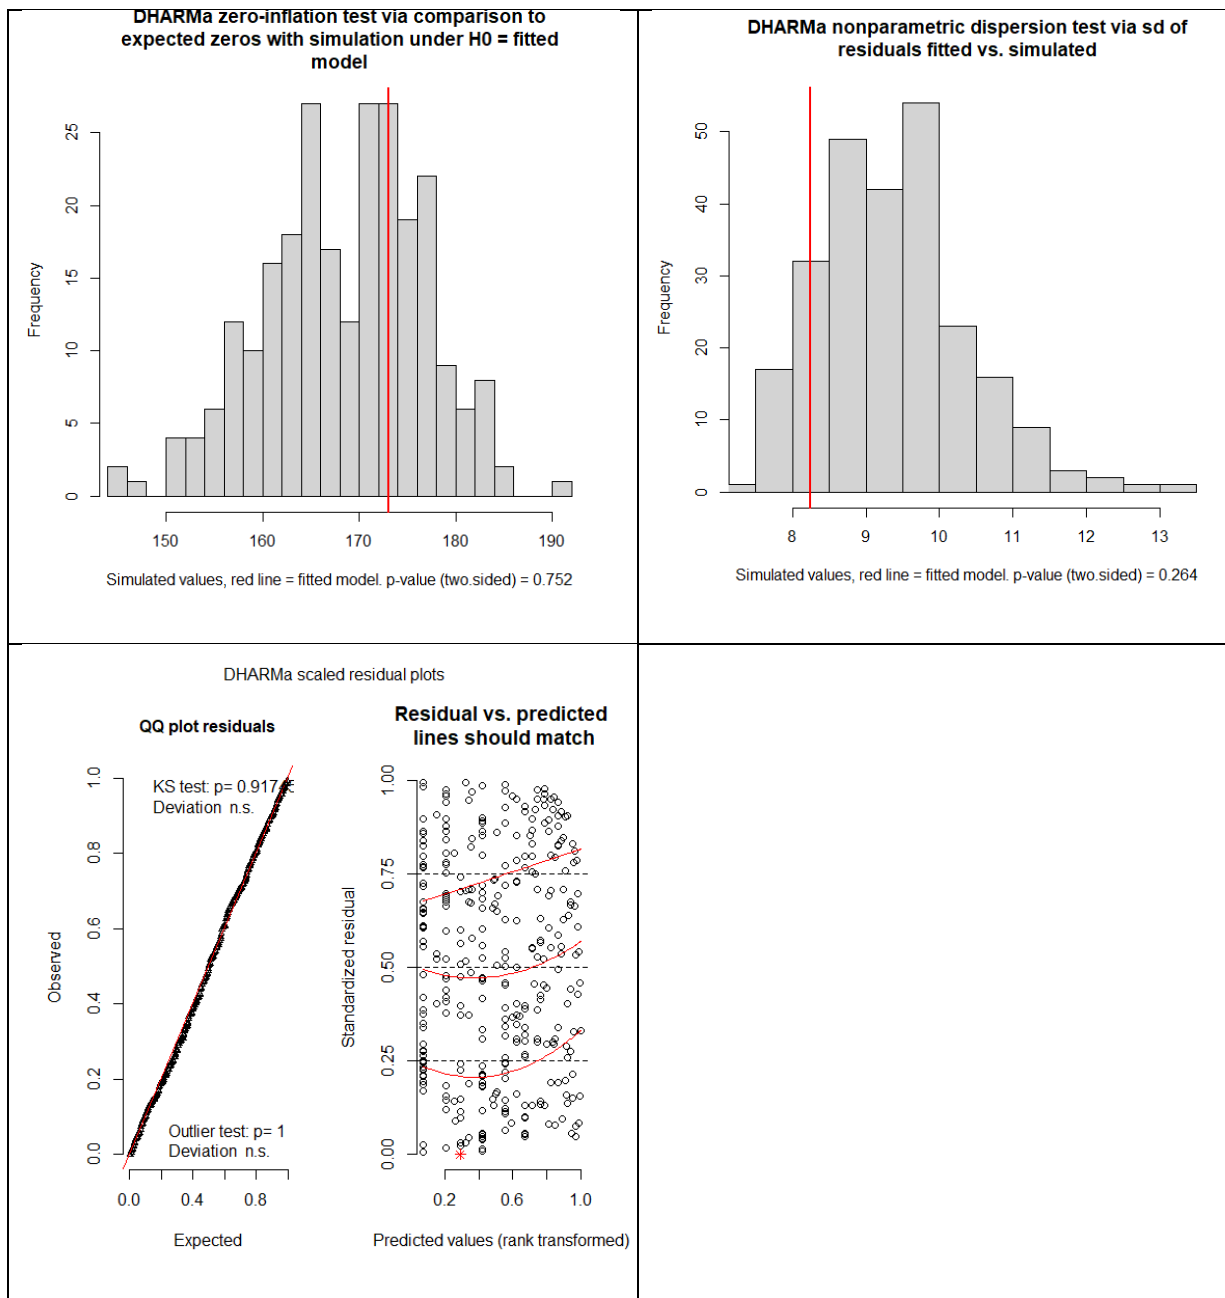 DHARMa zero-inflation test via comparison to
expected zeros with simulation under H0 = fitted
model
Frequency
0
5
10
15
20
25
150 160 170 180 190
Simulated values, red line = fitted model. p-value (two.sided) = 0.752
DHARMa nonparametric dispersion test via sd of
residuals fitted vs. simulated
Frequency
0
10
20
30
40
50
8 9 10 11 12 13
Simulated values, red line = fitted model. p-value (two.sided) = 0.264
DHARMa scaled residual plots
QQ plot residuals
KS test: p= 0.917
Deviation n.s.
Outlier test: p= 1
Deviation n.s.
Observed
0.0
0.2
0.4
0.6
0.8
1.0
0.0 0.4 0.8
Expected
Residual vs. predicted
lines should match
Standardized residual
0.00
0.25
0.50
0.75
1.00
0.2 0.6 1.0
Predicted values (rank transformed)